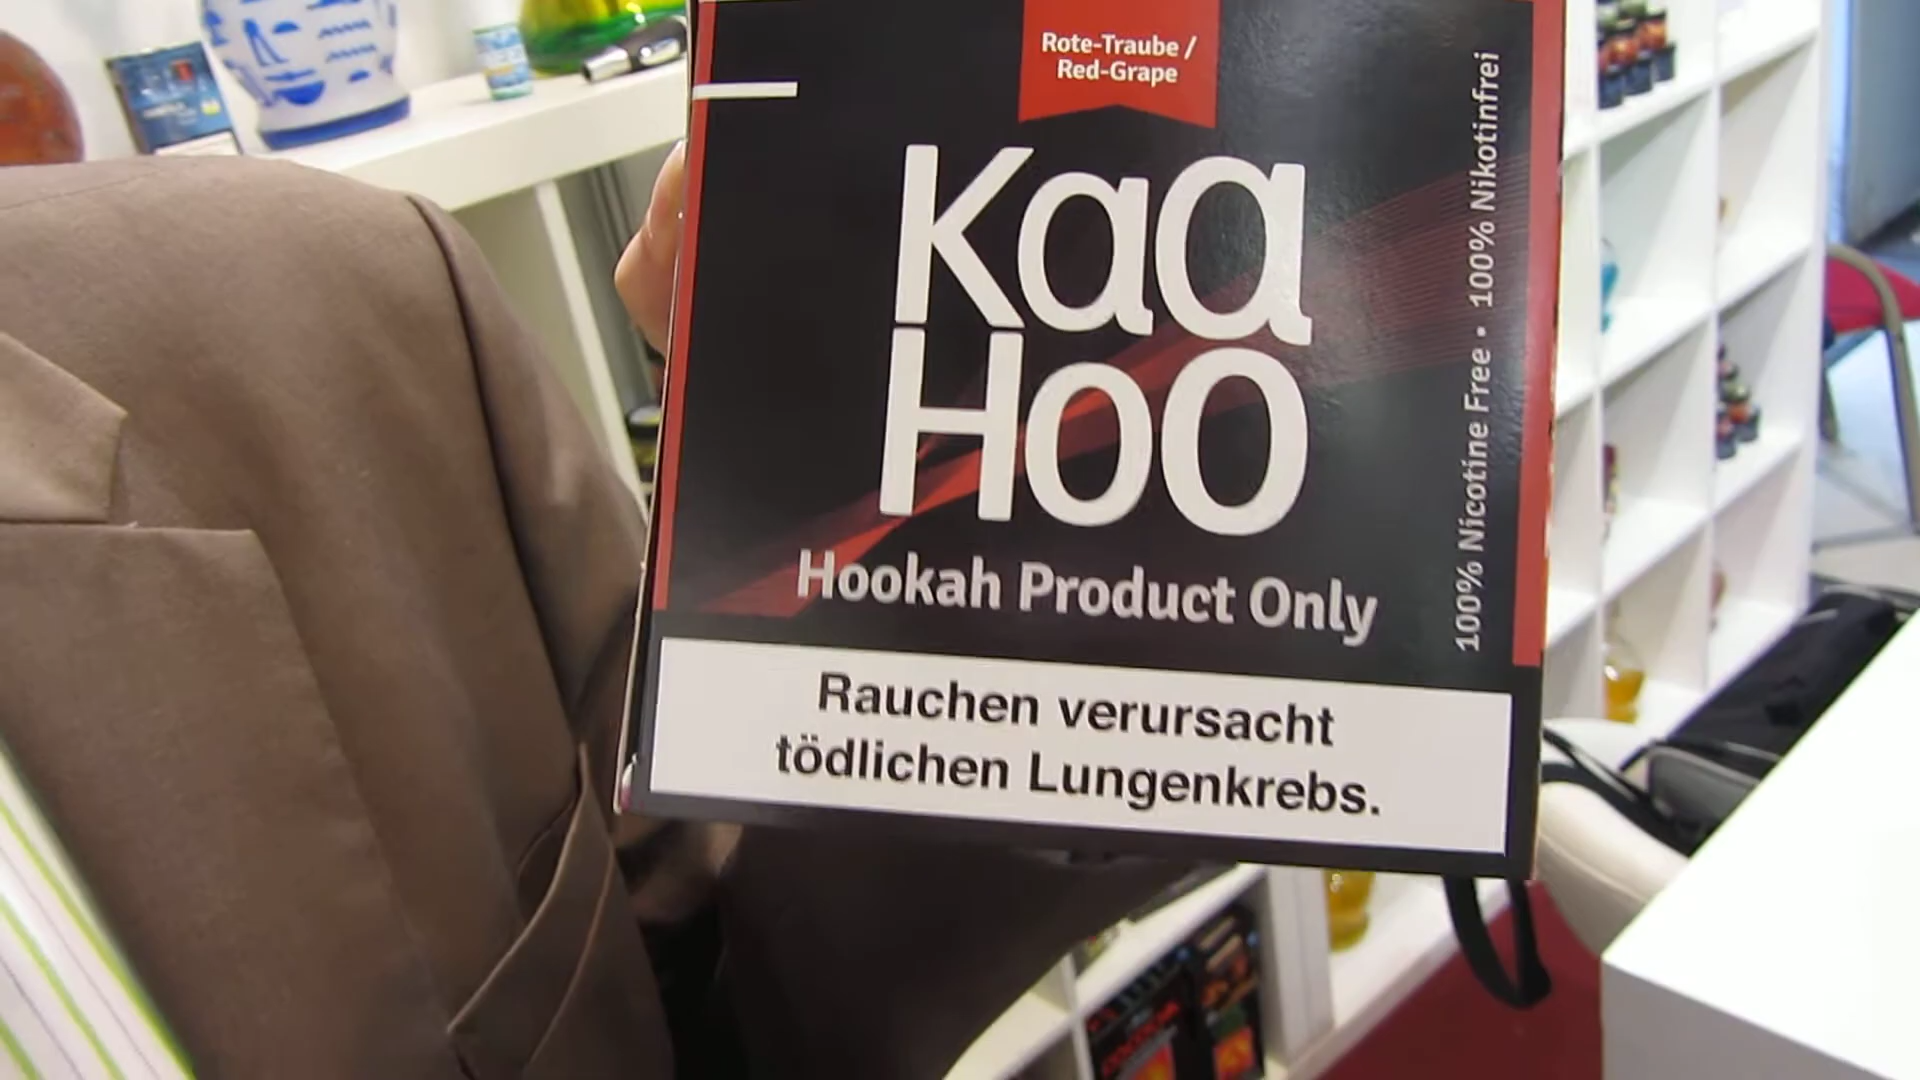 Rote-Traube /
Red-Grape
Kaa
Hoo
Hookah Product Only
100% Nicotine Free • 100% Nikotinfrei
Rauchen verursacht
tödlichen Lungenkrebs.